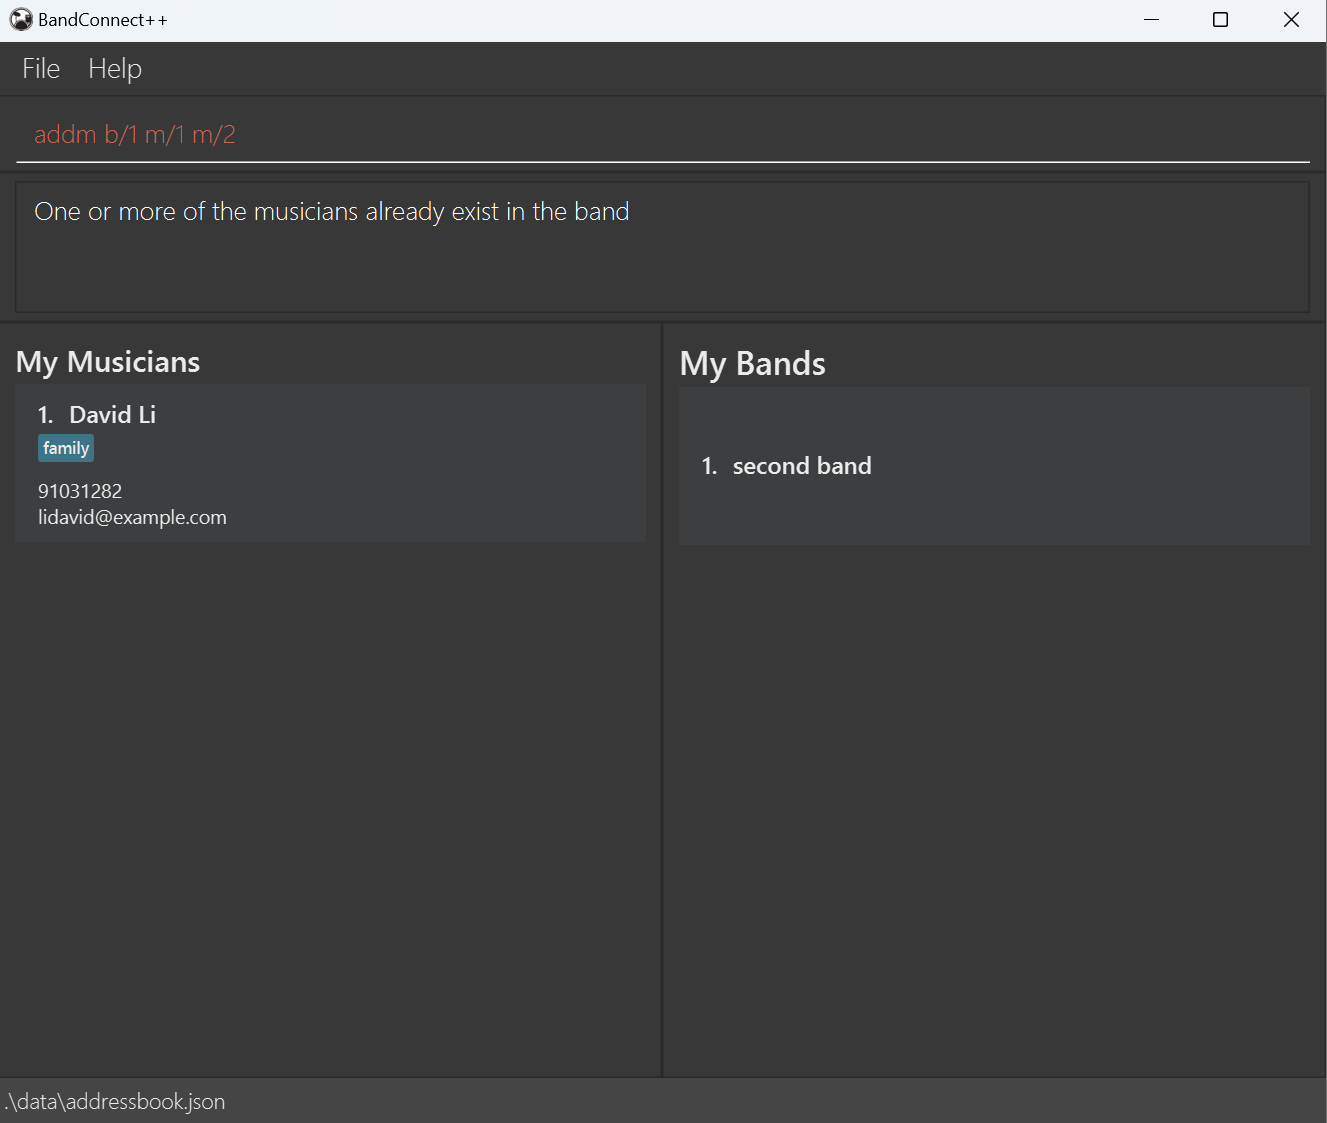 BandConnect++
File Help
addm b/1 m/1 m/2
One or more of the musicians already exist in the band
My Musicians
1. David Li
family
91031282
lidavid@example.com
My Bands
1. second band
.\data\addressbook.json